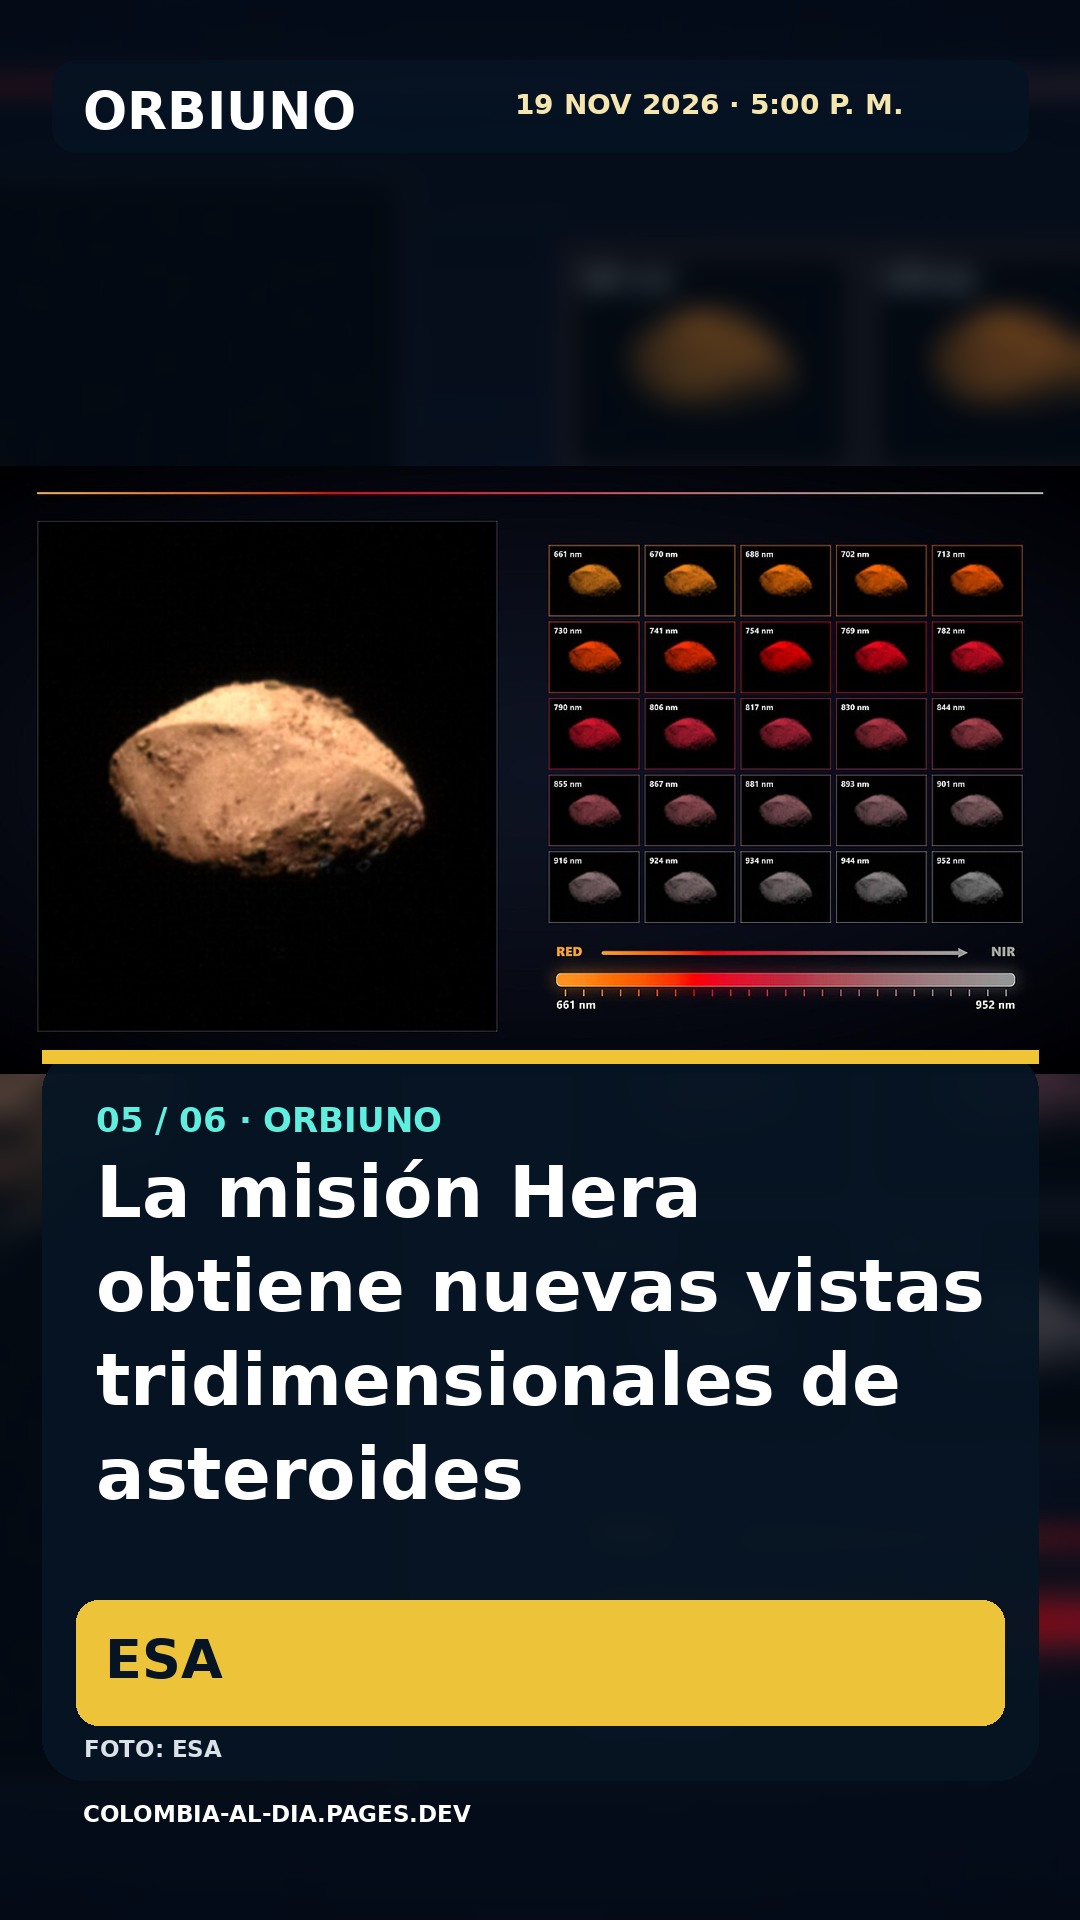 ORBIUNO
19 NOV 2026 · 5:00 P. M.
661 nm 670 nm 688 nm 702 nm 713 nm
730 nm 741 nm 754 nm 769 nm 782 nm
790 nm 806 nm 817 nm 830 nm 844 nm
855 nm 867 nm 881 nm 893 nm 901 nm
916 nm 924 nm 934 nm 944 nm 952 nm
RED NIR
661 nm 952 nm
05 / 06 · ORBIUNO
La misión Hera
obtiene nuevas vistas
tridimensionales de
asteroides
ESA
FOTO: ESA
COLOMBIA-AL-DIA.PAGES.DEV